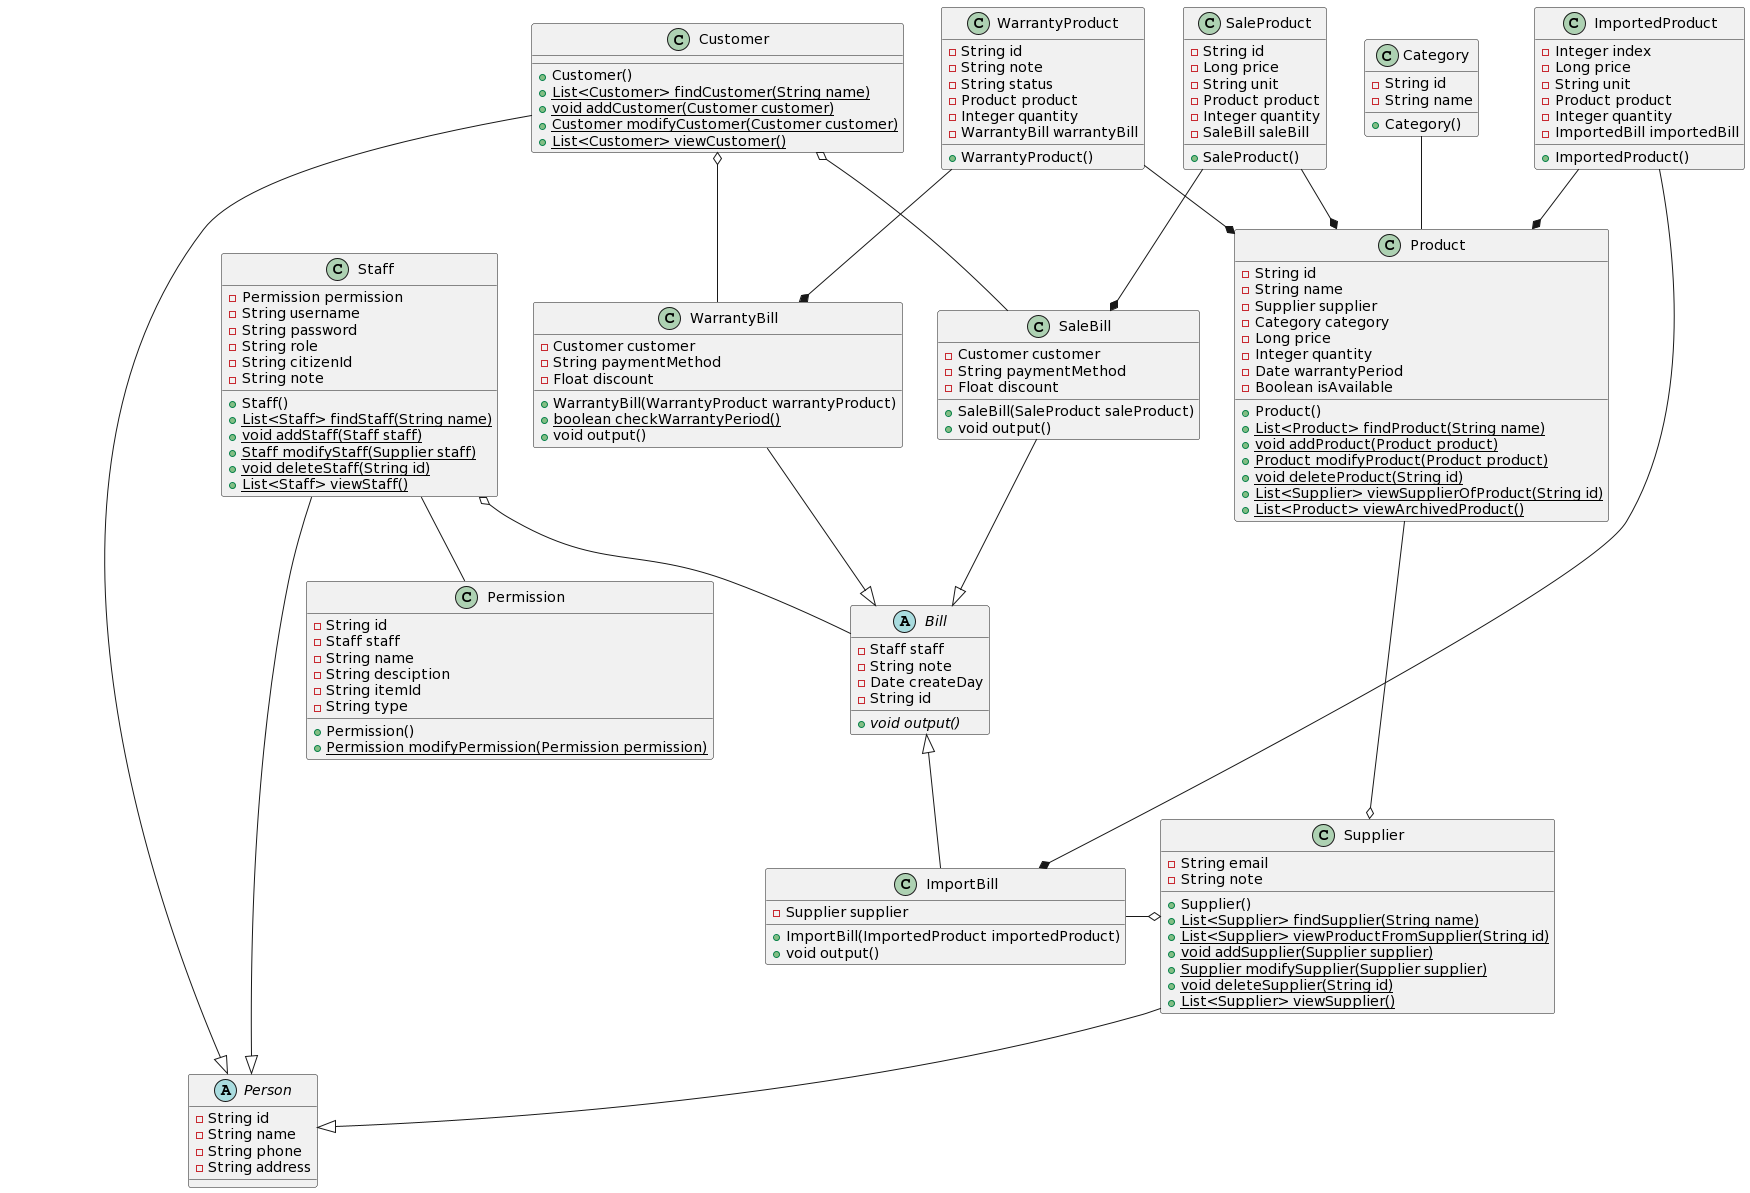 Customer
Customer()
List<Customer> findCustomer(String name)
void addCustomer(Customer customer)
Customer modifyCustomer(Customer customer)
List<Customer> viewCustomer()
WarrantyProduct
String id
String note
String status
Product product
Integer quantity
WarrantyBill warrantyBill
WarrantyProduct()
SaleProduct
String id
Long price
String unit
Product product
Integer quantity
SaleBill saleBill
SaleProduct()
Category
String id
String name
Category()
ImportedProduct
Integer index
Long price
String unit
Product product
Integer quantity
ImportedBill importedBill
ImportedProduct()
Staff
Permission permission
String username
String password
String role
String citizenId
String note
Staff()
List<Staff> findStaff(String name)
void addStaff(Staff staff)
Staff modifyStaff(Supplier staff)
void deleteStaff(String id)
List<Staff> viewStaff()
WarrantyBill
Customer customer
String paymentMethod
Float discount
WarrantyBill(WarrantyProduct warrantyProduct)
boolean checkWarrantyPeriod()
void output()
SaleBill
Customer customer
String paymentMethod
Float discount
SaleBill(SaleProduct saleProduct)
void output()
Product
String id
String name
Supplier supplier
Category category
Long price
Integer quantity
Date warrantyPeriod
Boolean isAvailable
Product()
List<Product> findProduct(String name)
void addProduct(Product product)
Product modifyProduct(Product product)
void deleteProduct(String id)
List<Supplier> viewSupplierOfProduct(String id)
List<Product> viewArchivedProduct()
Permission
String id
Staff staff
String name
String desciption
String itemId
String type
Permission()
Permission modifyPermission(Permission permission)
Bill
Staff staff
String note
Date createDay
String id
void output()
ImportBill
Supplier supplier
ImportBill(ImportedProduct importedProduct)
void output()
Supplier
String email
String note
Supplier()
List<Supplier> findSupplier(String name)
List<Supplier> viewProductFromSupplier(String id)
void addSupplier(Supplier supplier)
Supplier modifySupplier(Supplier supplier)
void deleteSupplier(String id)
List<Supplier> viewSupplier()
Person
String id
String name
String phone
String address